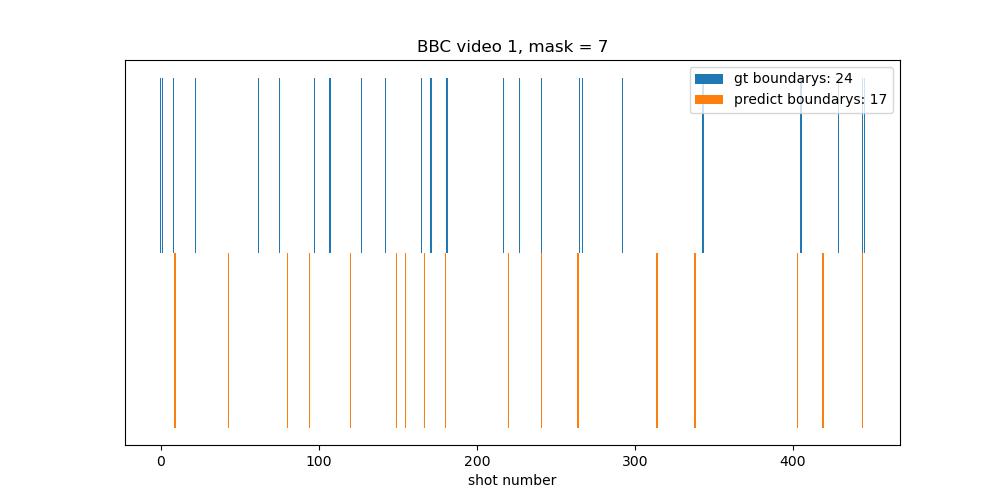 BBC video 1, mask = 7
gt boundarys: 24
predict boundarys: 17
0 100 200 300 400
shot number